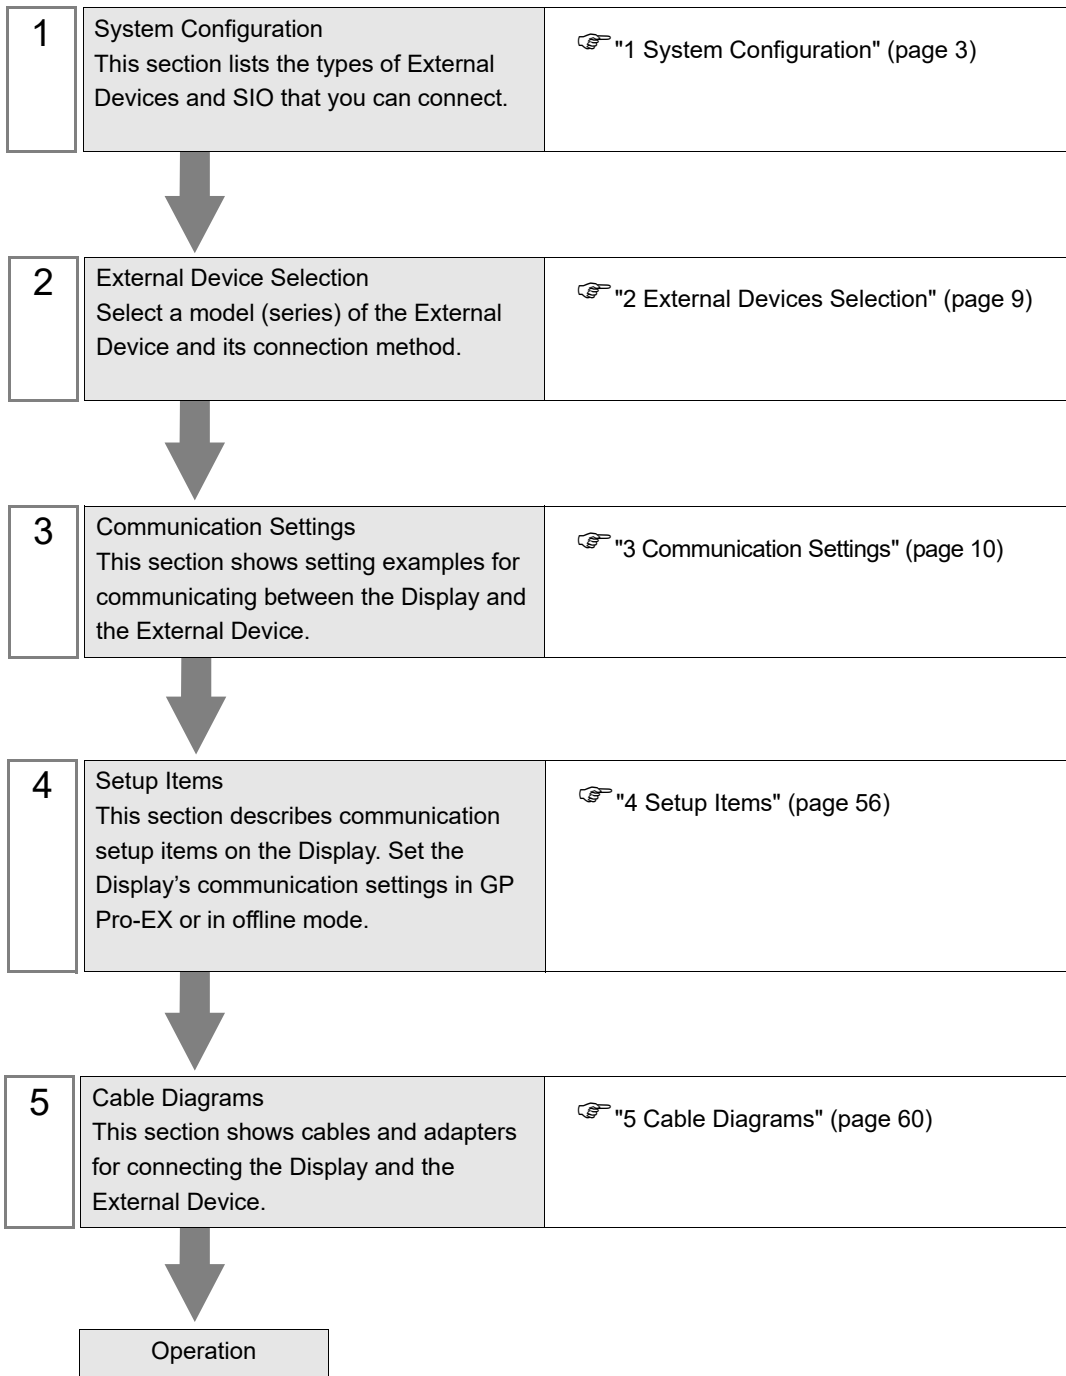 1
System Configuration
This section lists the types of External
Devices and SIO that you can connect.
"1 System Configuration" (page 3)
2
External Device Selection
Select a model (series) of the External
Device and its connection method.
"2 External Devices Selection" (page 9)
3
Communication Settings
This section shows setting examples for
communicating between the Display and
the External Device.
"3 Communication Settings" (page 10)
4
Setup Items
This section describes communication
setup items on the Display. Set the
Display’s communication settings in GP
Pro-EX or in offline mode.
"4 Setup Items" (page 56)
5
Cable Diagrams
This section shows cables and adapters
for connecting the Display and the
External Device.
"5 Cable Diagrams" (page 60)
Operation